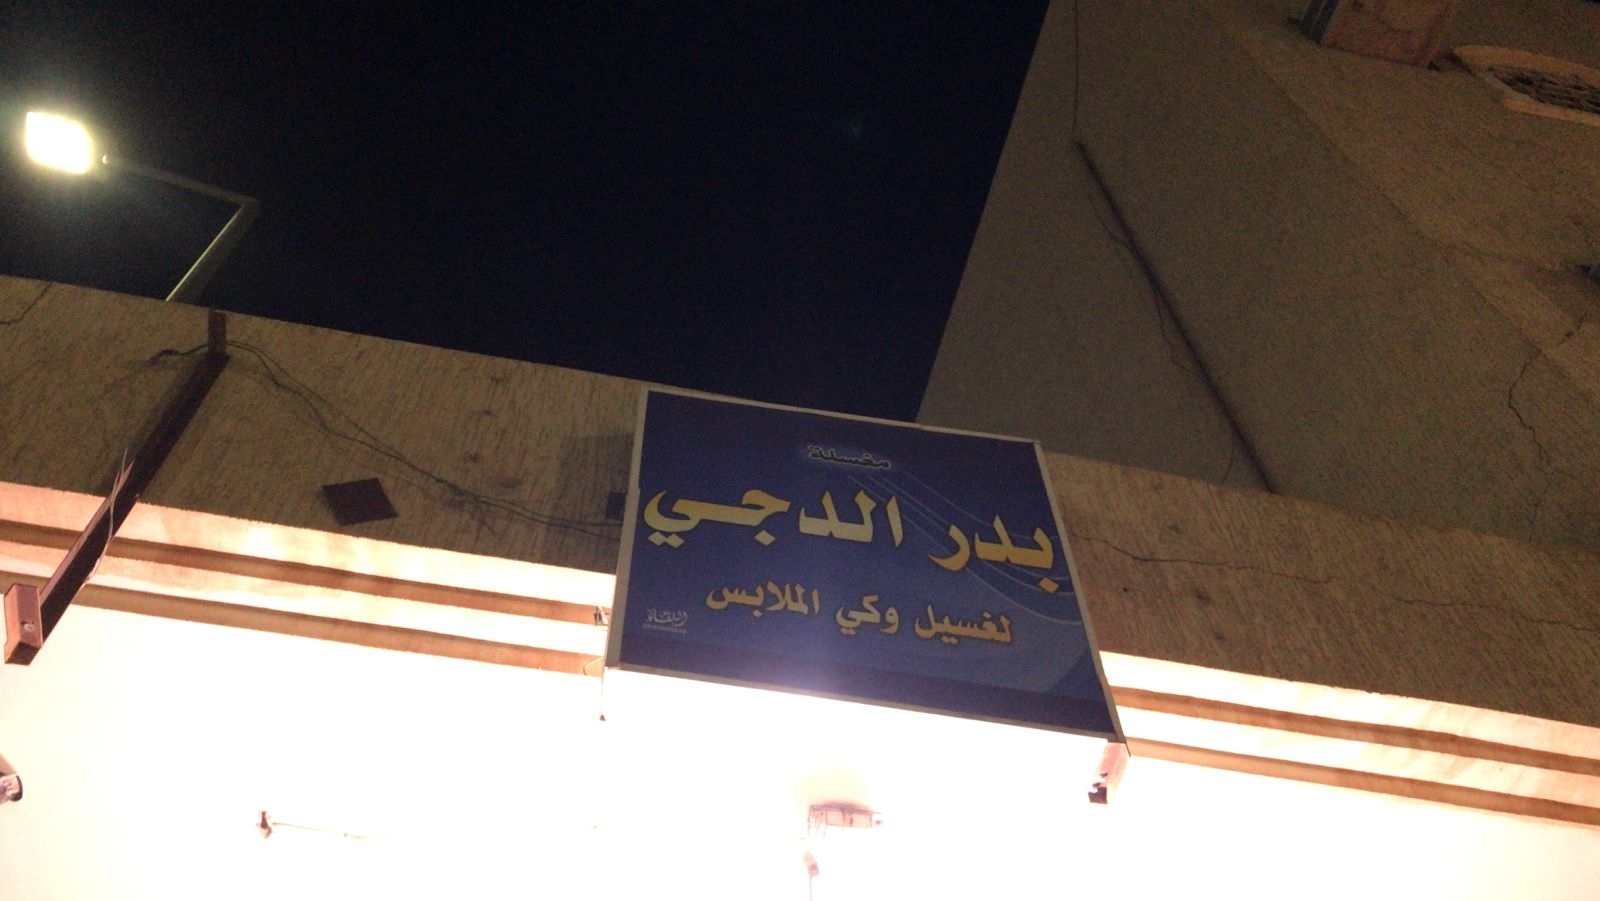 مغسلة
بدر الدجي
لغسيل وكي الملابس